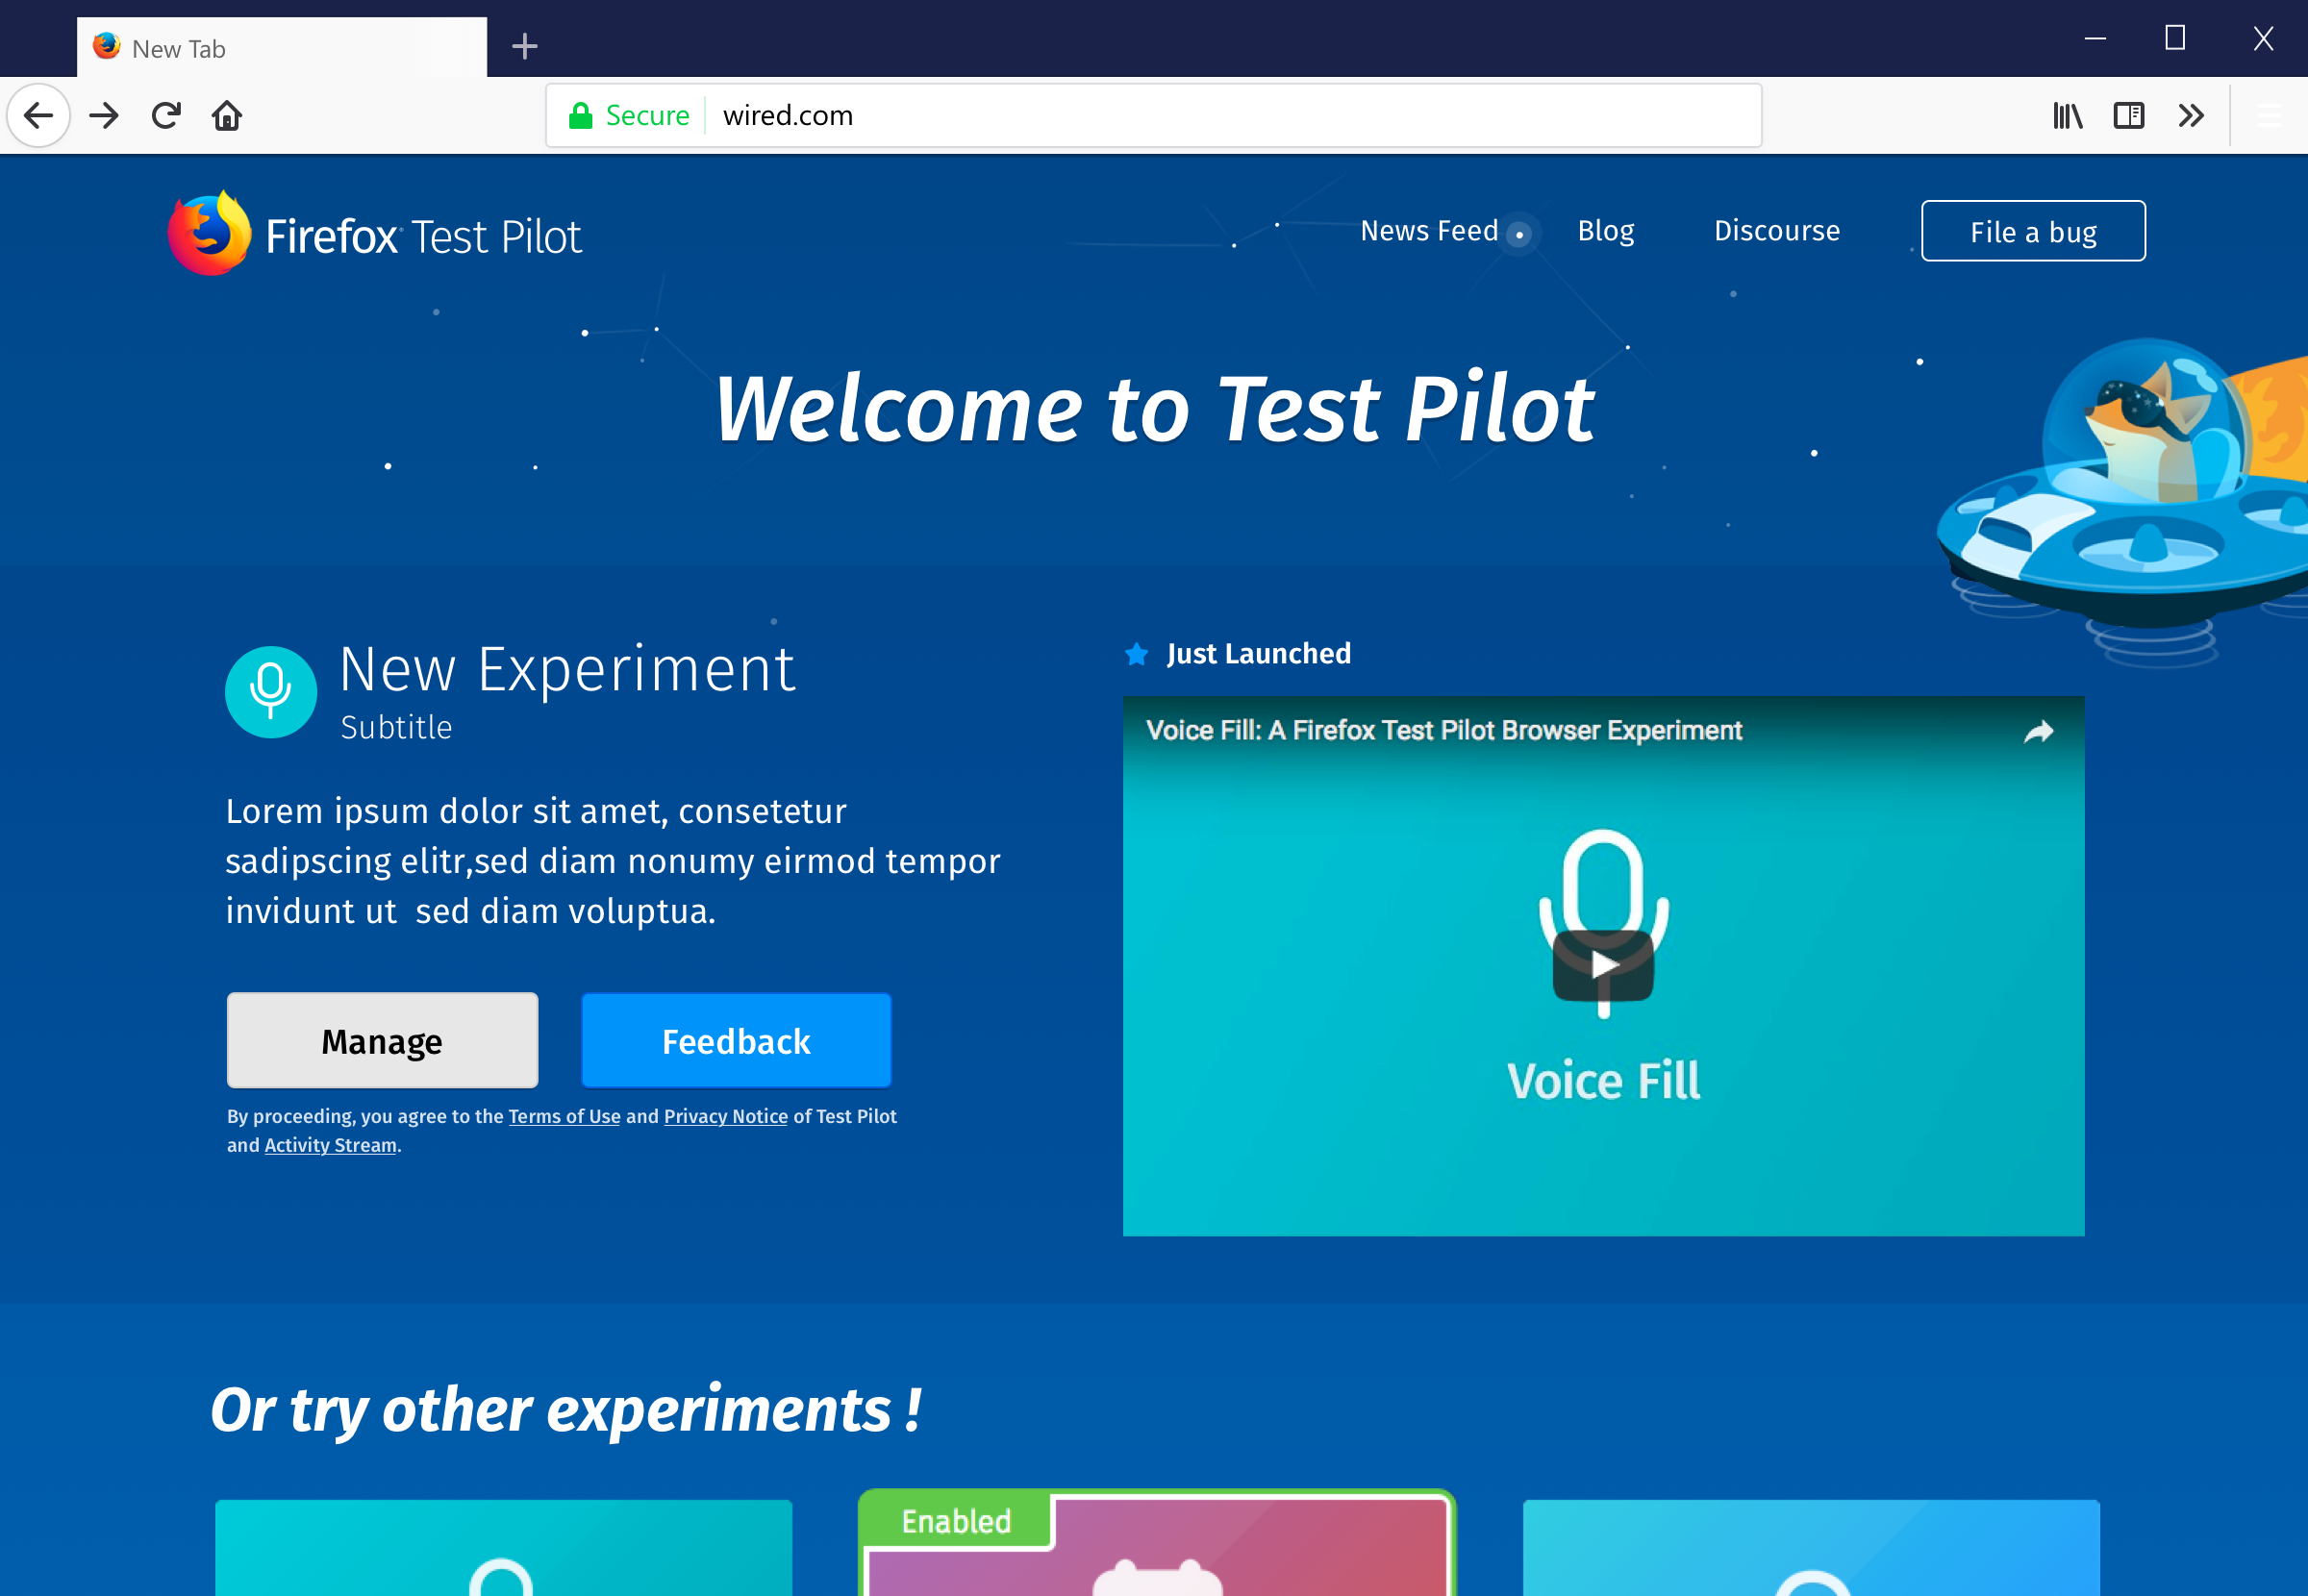 New Tab
Secure wired.com
Firefox Test Pilot
News Feed Blog Discourse File a bug
Welcome to Test Pilot
New Experiment
Subtitle
Lorem ipsum dolor sit amet, consetetur
sadipscing elitr,sed diam nonumy eirmod tempor
invidunt ut  sed diam voluptua.
Manage Feedback
By proceeding, you agree to the Terms of Use and Privacy Notice of Test Pilot
and Activity Stream.
Just Launched
Voice Fill: A Firefox Test Pilot Browser Experiment
Voice Fill
Or try other experiments !
Enabled